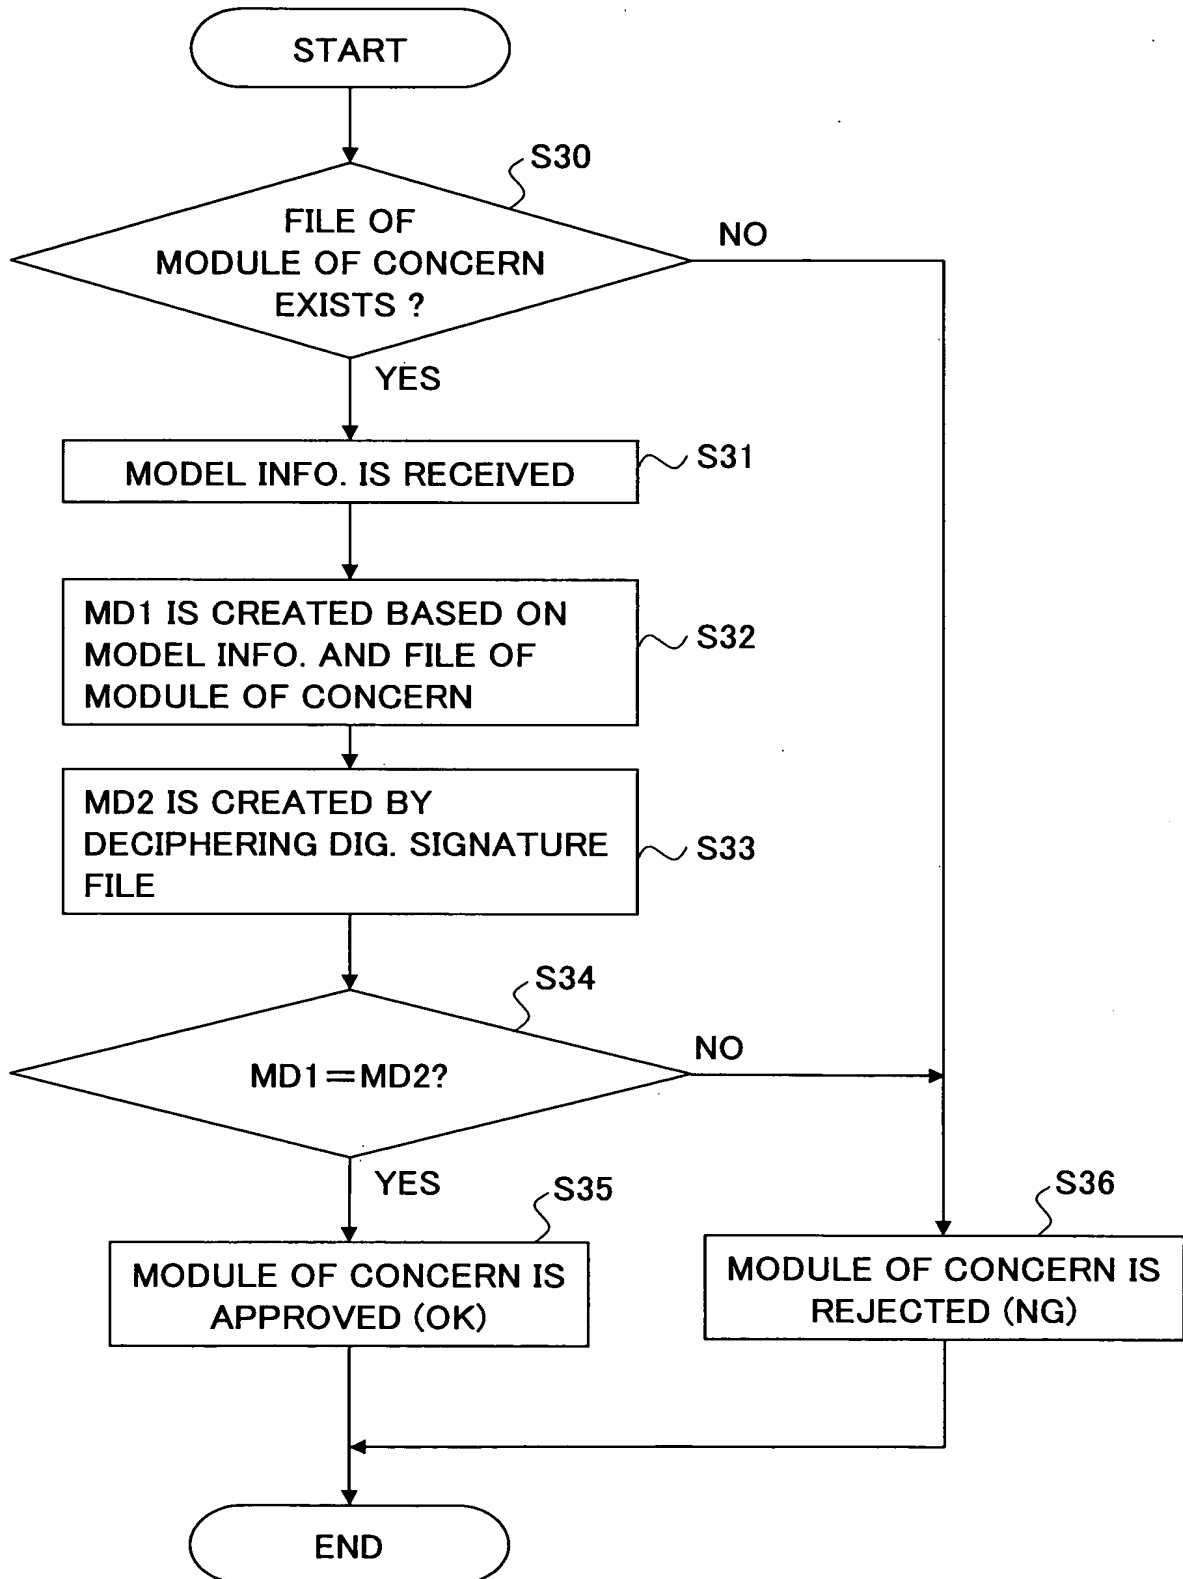 START
S30
FILE OF
MODULE OF CONCERN
EXISTS ?
NO
YES
MODEL INFO. IS RECEIVED
S31
MD1 IS CREATED BASED ON
MODEL INFO. AND FILE OF
MODULE OF CONCERN
S32
MD2 IS CREATED BY
DECIPHERING DIG. SIGNATURE
FILE
S33
S34
MD1=MD2?
NO
YES
S35
MODULE OF CONCERN IS
APPROVED (OK)
S36
MODULE OF CONCERN IS
REJECTED (NG)
END